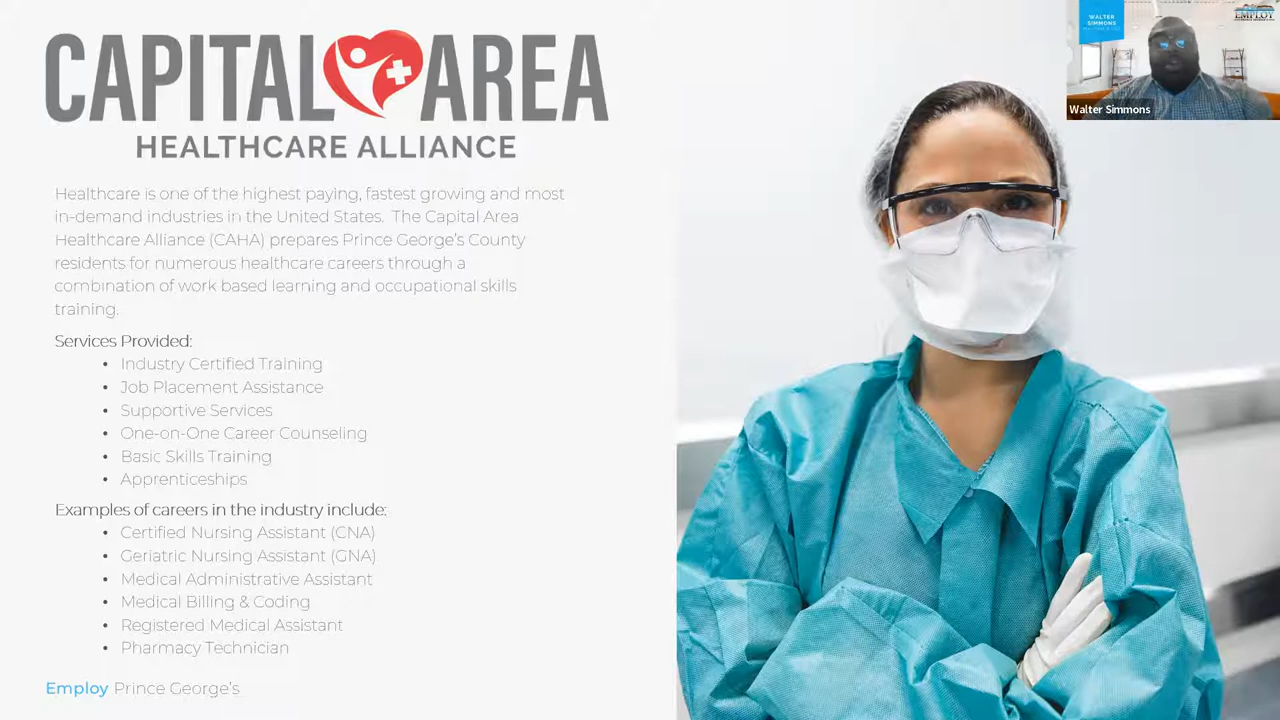 CAPITAL AREA
HEALTHCARE ALLIANCE
Healthcare is one of the highest paying, fastest growing and most
in-demand industries in the United States. The Capital Area
Healthcare Alliance (CAHA) prepares Prince George's County
residents for numerous healthcare careers through a
combination of work based learning and occupational skills
training.
Services Provided:
• Industry Certified Training
• Job Placement Assistance
• Supportive Services
• One-on-One Career Counseling
• Basic Skills Training
• Apprenticeships
Examples of careers in the industry include:
• Certified Nursing Assistant (CNA)
• Geriatric Nursing Assistant (GNA)
• Medical Administrative Assistant
• Medical Billing & Coding
• Registered Medical Assistant
• Pharmacy Technician
Employ Prince George's
WALTER
SIMMONS
EMPLOY
Walter Simmons